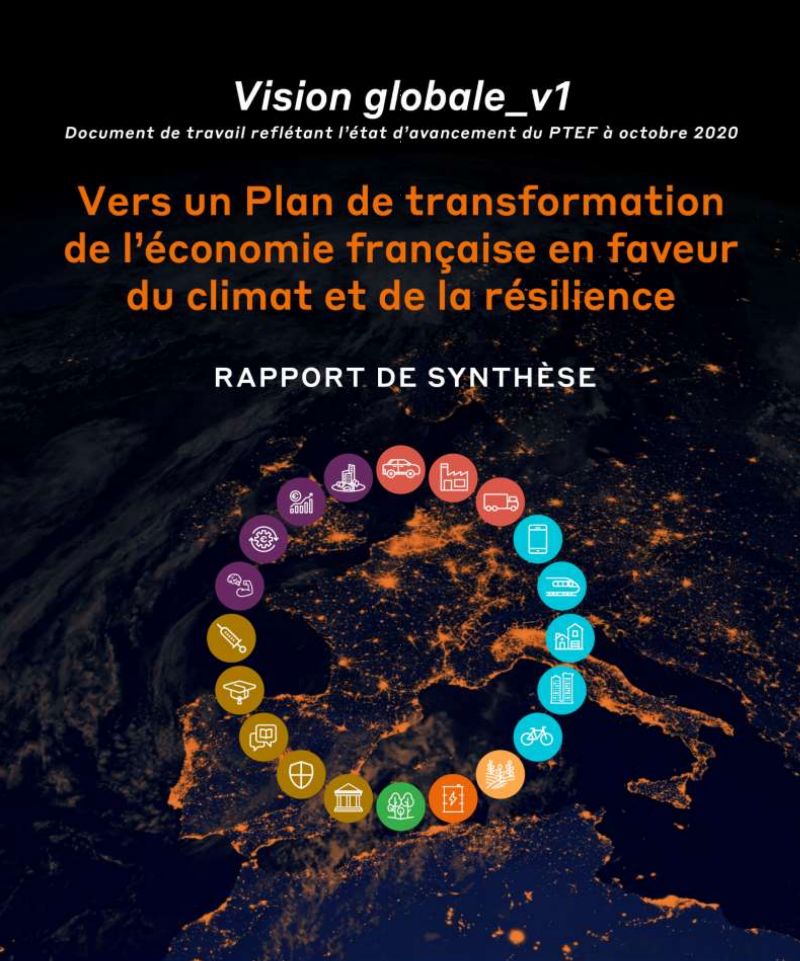 Vision globale_v1
Document de travail reflétant l'état d'avancement du PTEF à octobre 2020
Vers un Plan de transformation
de l'économie française en faveur
du climat et de la résilience
RAPPORT DE SYNTHÈSE